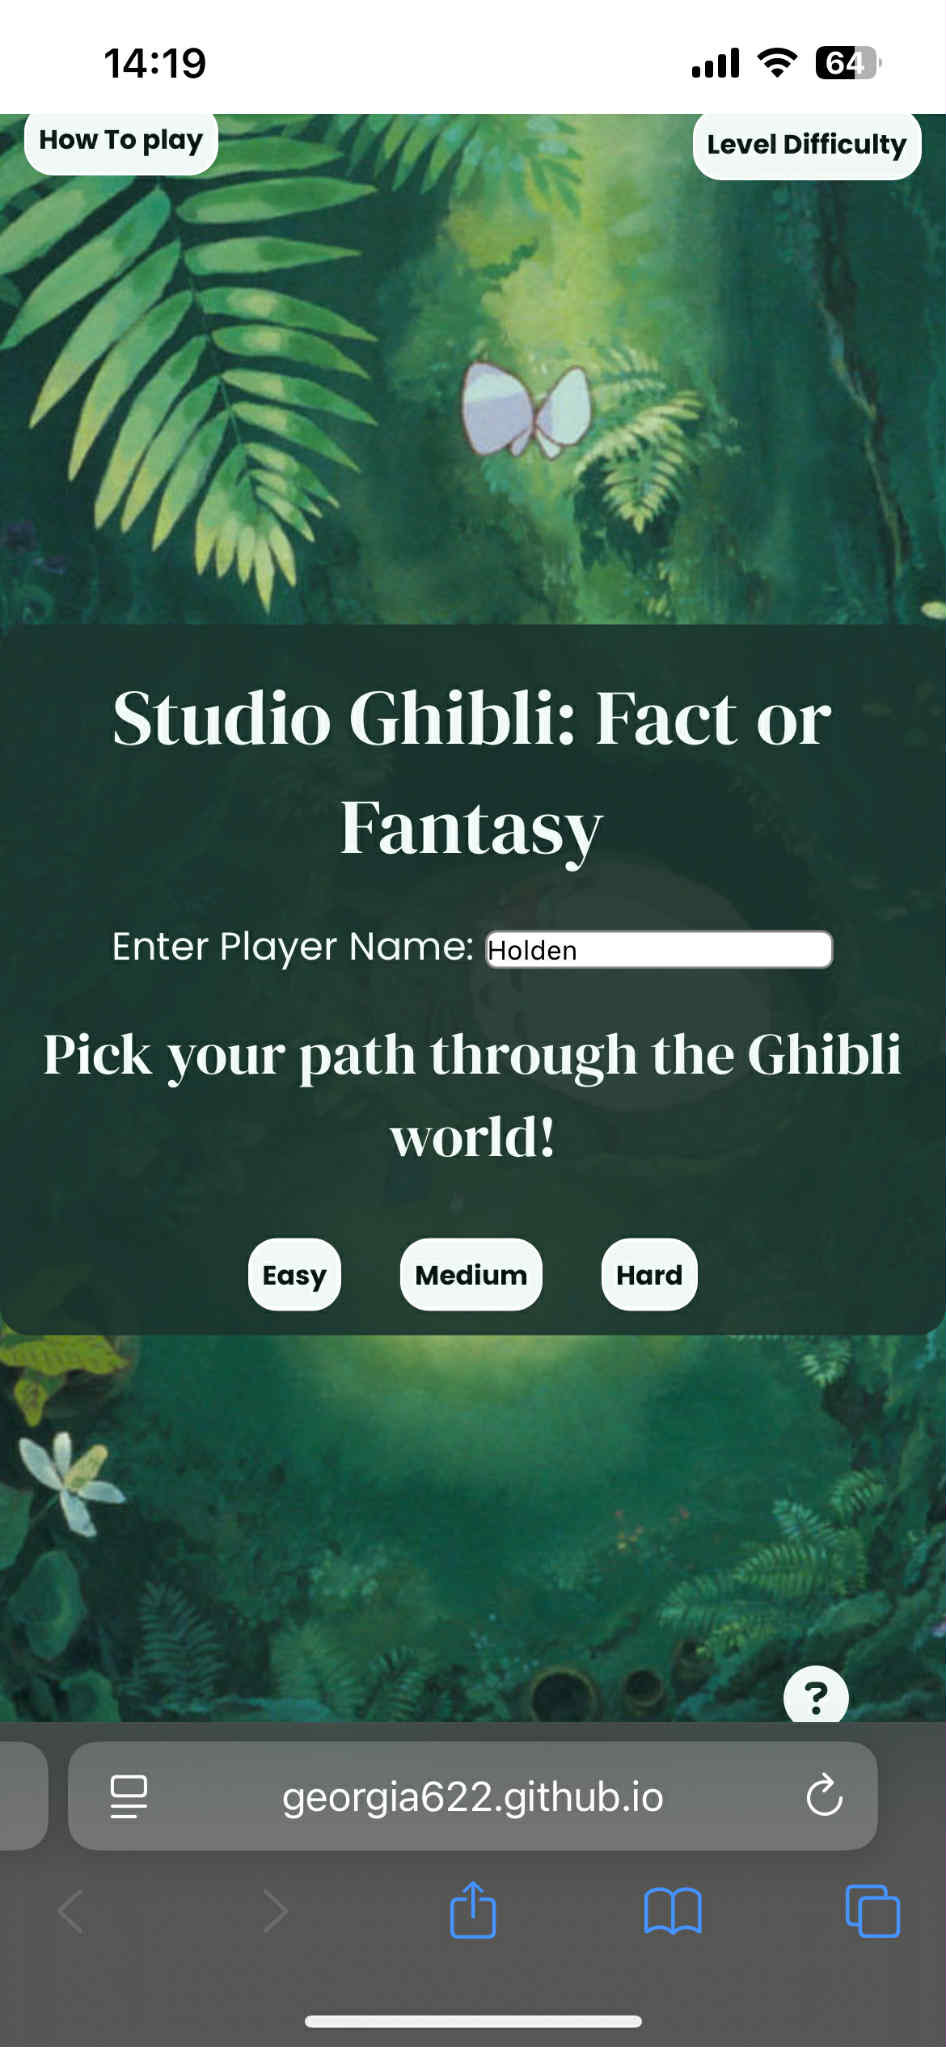 14:19
64
How To play
Level Difficulty
Studio Ghibli: Fact or
Fantasy
Enter Player Name: Holden
Pick your path through the Ghibli
world!
Easy Medium Hard
?
georgia622.github.io